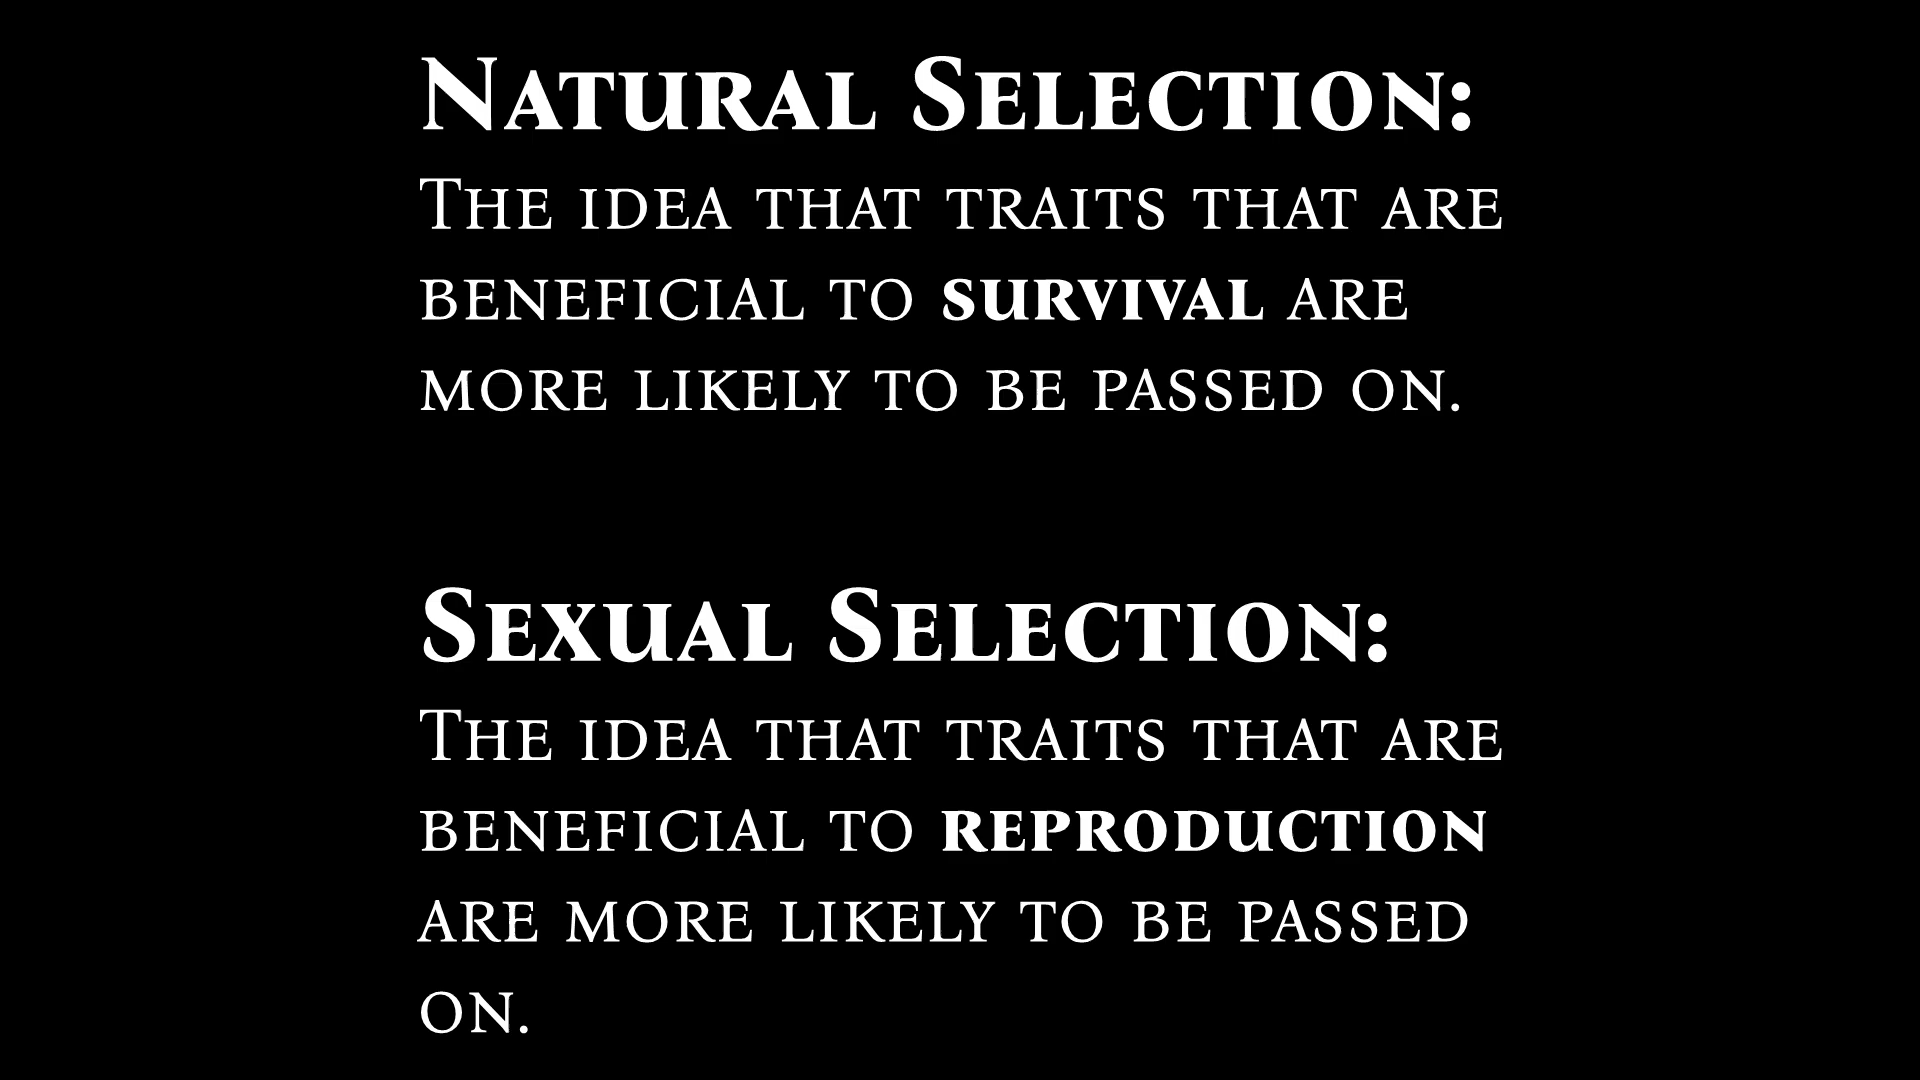 Natural Selection:
The idea that traits that are
beneficial to survival are
more likely to be passed on.
Sexual Selection:
The idea that traits that are
beneficial to reproduction
are more likely to be passed
on.